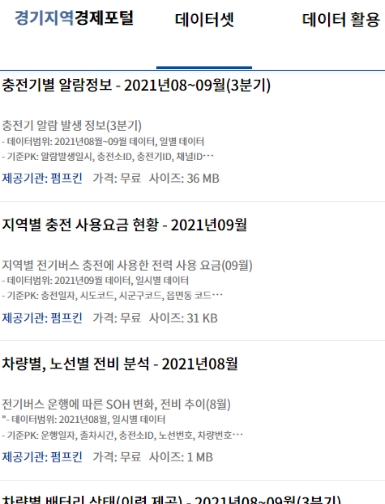 경기지역경제포털 데이터셋 데이터 활용
충전기별 알람정보 - 2021년08~09월(3분기)
충전기 알람 발생 정보(3분기)
- 데이터범위: 2021년08월~09월 데이터, 일별 데이터
- 기준PK: 알람발생일시, 충전소ID, 충전기ID, 채널ID···
제공기관: 펌프킨 가격: 무료 사이즈: 36 MB
지역별 충전 사용요금 현황 - 2021년09월
지역별 전기버스 충전에 사용한 전력 사용 요금(09월)
- 데이터범위: 2021년09월 데이터, 일시별 데이터
- 기준PK: 충전일자, 시도코드, 시군구코드, 읍면동 코드···
제공기관: 펌프킨 가격: 무료 사이즈: 31 KB
차량별, 노선별 전비 분석 - 2021년08월
전기버스 운행에 따른 SOH 변화, 전비 추이(8월)
"- 데이터범위: 2021년08월, 일시별 데이터
- 기준PK: 운행일자, 출차시간, 충전소ID, 노선번호, 차량번호···
제공기관: 펌프킨 가격: 무료 사이즈: 1 MB
차량별 배터리 상태(이력 제공) - 2021년08~09월(3분기)